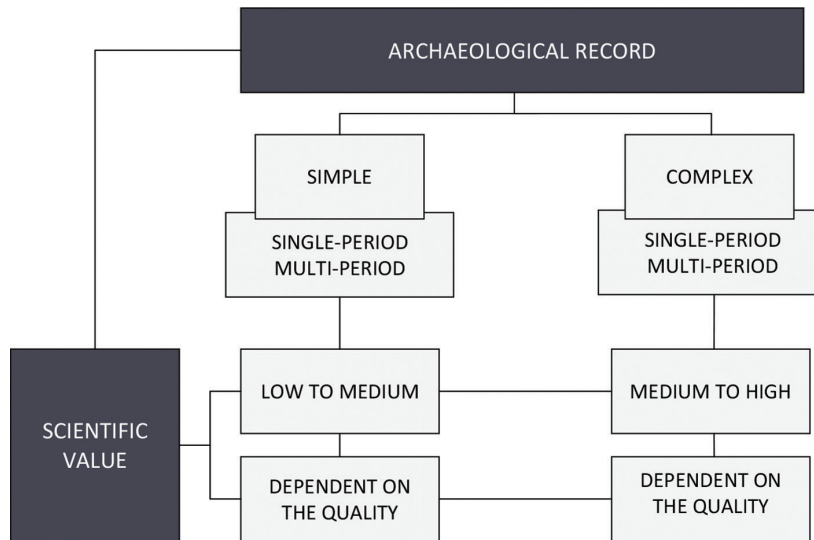 ARCHAEOLOGICAL RECORD
SIMPLE
COMPLEX
SINGLE-PERIOD
MULTI-PERIOD
SINGLE-PERIOD
MULTI-PERIOD
SCIENTIFIC
VALUE
LOW TO MEDIUM
MEDIUM TO HIGH
DEPENDENT ON
THE QUALITY
DEPENDENT ON
THE QUALITY